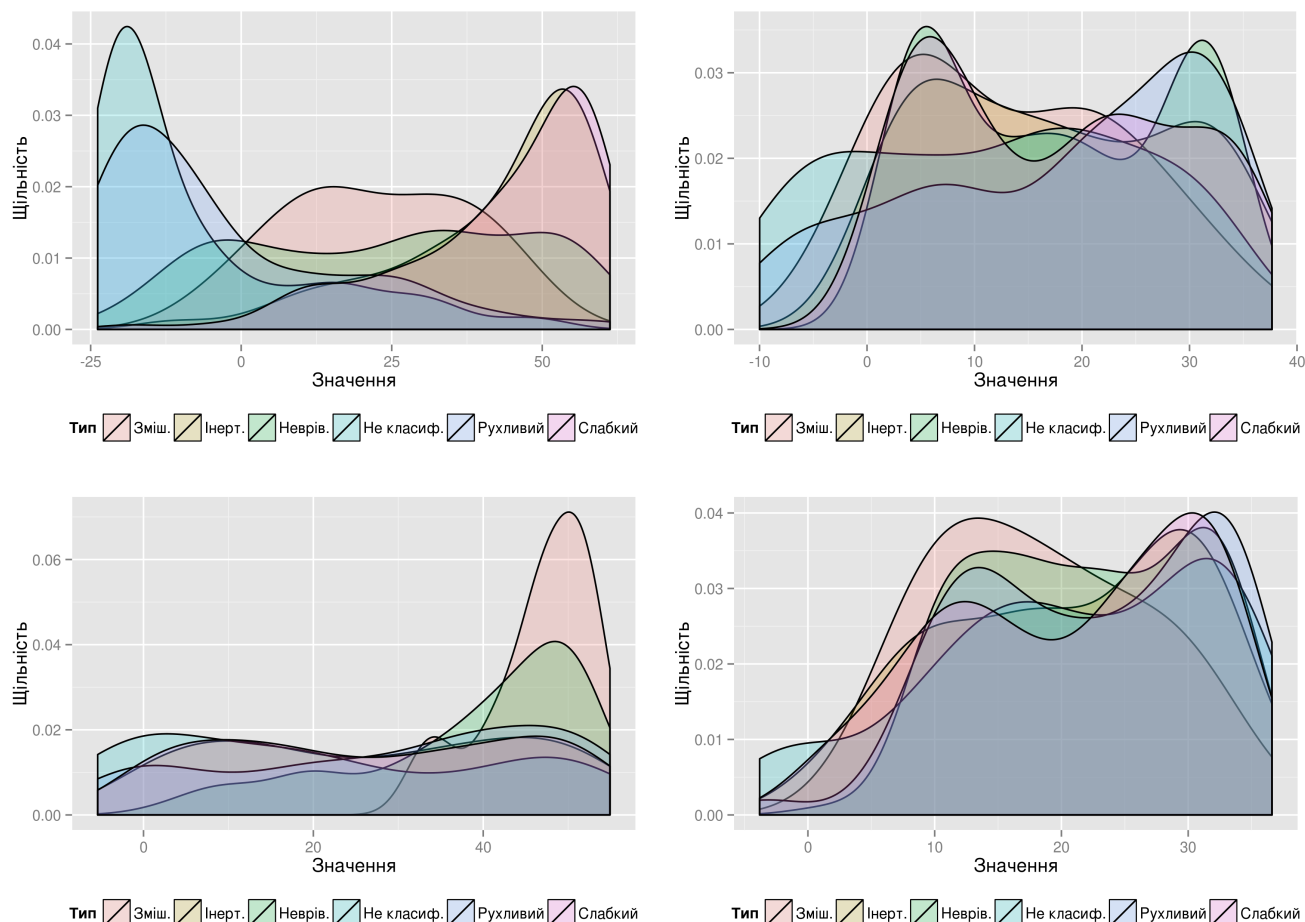 0.04
0.03
0.02
0.01
0.00
Щільність
-25 0 25 50
Значення
Тип Зміш. Інерт. Неврів. Не класиф. Рухливий Слабкий
0.03
0.02
0.01
0.00
Щільність
-10 0 10 20 30 40
Значення
Тип Зміш. Інерт. Неврів. Не класиф. Рухливий Слабкий
0.06
0.04
0.02
0.00
Щільність
0 20 40
Значення
Тип Зміш. Інерт. Неврів. Не класиф. Рухливий Слабкий
0.04
0.03
0.02
0.01
0.00
Щільність
0 10 20 30
Значення
Тип Зміш. Інерт. Неврів. Не класиф. Рухливий Слабкий